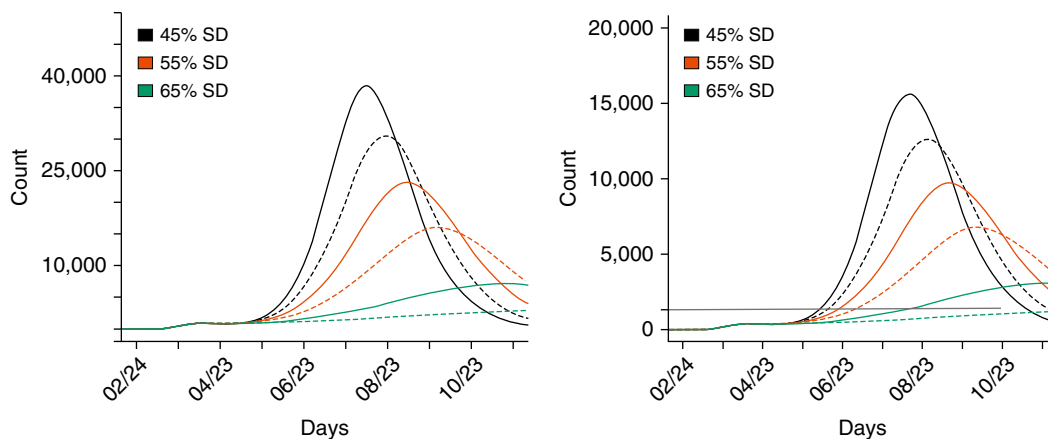 45% SD
55% SD
65% SD
40,000
25,000
10,000
Count
02/24
04/23
06/23
08/23
10/23
Days
20,000
15,000
10,000
5,000
0
Count
45% SD
55% SD
65% SD
02/24
04/23
06/23
08/23
10/23
Days